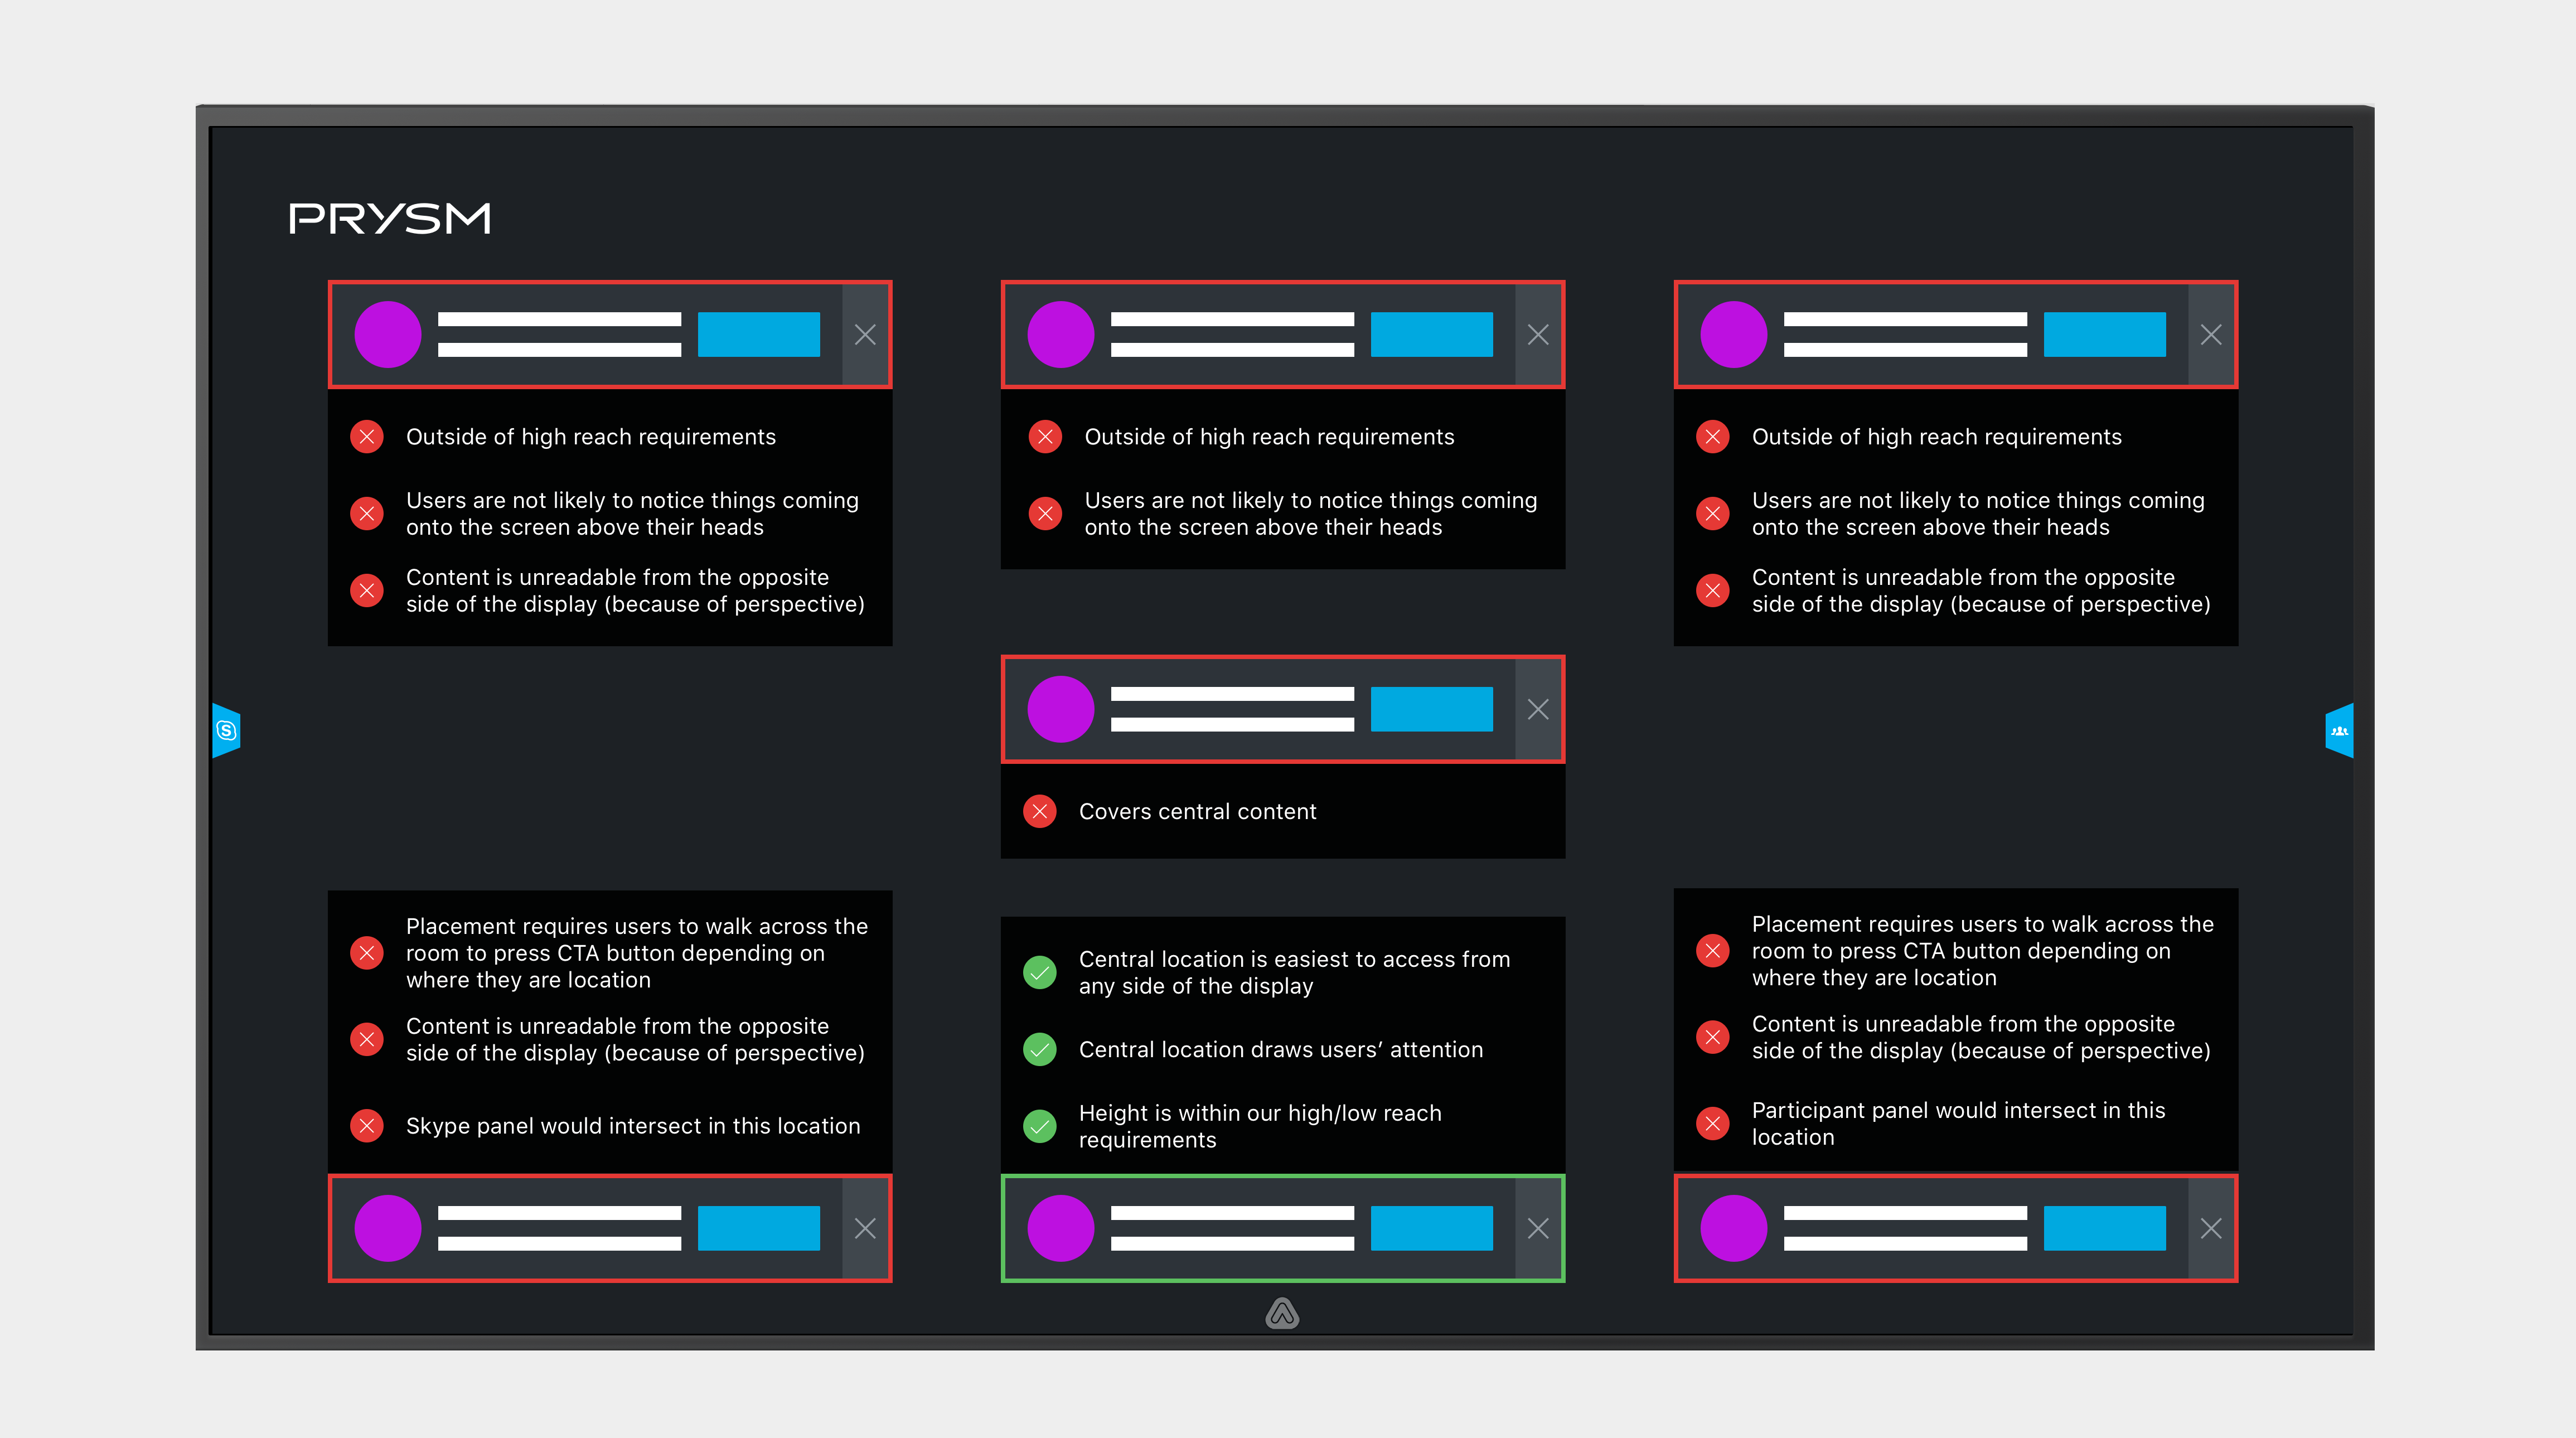 PRYSM
Outside of high reach requirements
Users are not likely to notice things coming
onto the screen above their heads
Content is unreadable from the opposite
side of the display (because of perspective)
Outside of high reach requirements
Users are not likely to notice things coming
onto the screen above their heads
Outside of high reach requirements
Users are not likely to notice things coming
onto the screen above their heads
Content is unreadable from the opposite
side of the display (because of perspective)
Covers central content
Placement requires users to walk across the
room to press CTA button depending on
where they are location
Content is unreadable from the opposite
side of the display (because of perspective)
Skype panel would intersect in this location
Central location is easiest to access from
any side of the display
Central location draws users’ attention
Height is within our high/low reach
requirements
Placement requires users to walk across the
room to press CTA button depending on
where they are location
Content is unreadable from the opposite
side of the display (because of perspective)
Participant panel would intersect in this
location